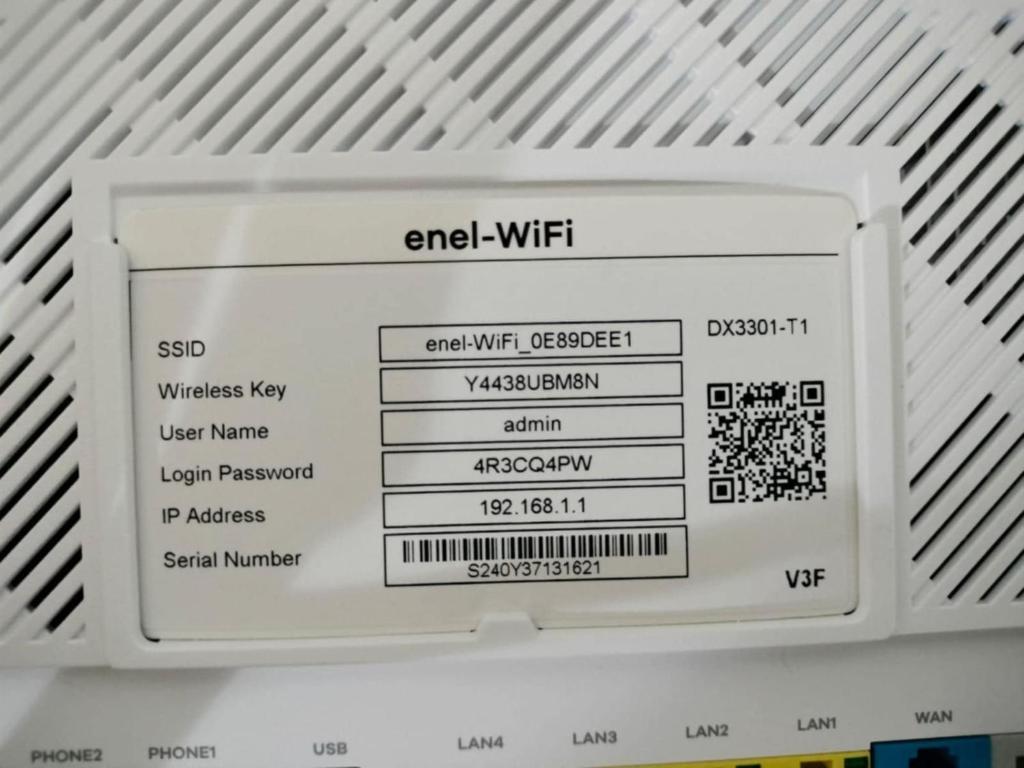 enel-WiFi
SSID enel-WiFi_0E89DEE1 DX3301-T1
Wireless Key Y4438UBM8N
User Name admin
Login Password 4R3CQ4PW
IP Address 192.168.1.1
Serial Number S240Y37131621
V3F
PHONE2 PHONE1 USB LAN4 LAN3 LAN2 LAN1 WAN